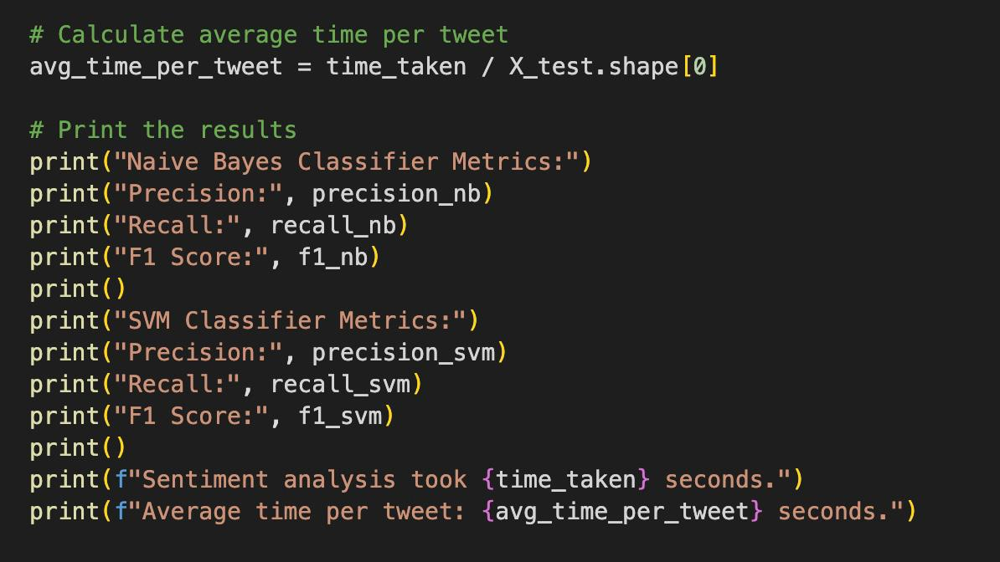 # Calculate average time per tweet
avg_time_per_tweet = time_taken / X_test.shape[0]
# Print the results
print("Naive Bayes Classifier Metrics:")
print("Precision:", precision_nb)
print("Recall:", recall_nb)
print("F1 Score:", f1_nb)
print()
print("SVM Classifier Metrics:")
print("Precision:", precision_svm)
print("Recall:", recall_svm)
print("F1 Score:", f1_svm)
print()
print(f"Sentiment analysis took {time_taken} seconds.")
print(f"Average time per tweet: {avg_time_per_tweet} seconds.")